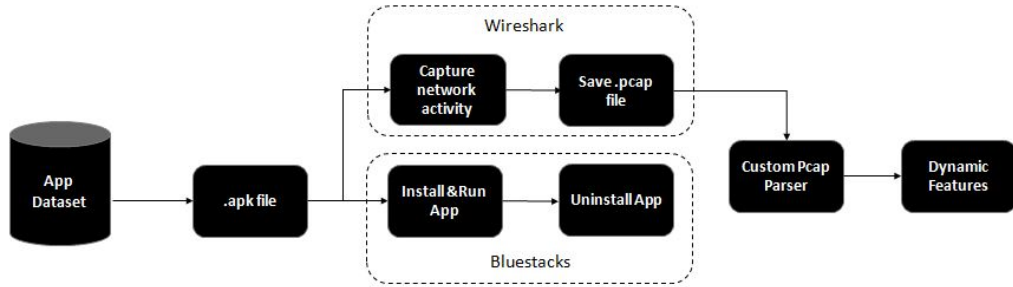 Wireshark
Capture
network
activity
Save .pcap
file
App
Dataset
.apk file
Install &Run
App
Uninstall App
Bluestacks
Custom Pcap
Parser
Dynamic
Features